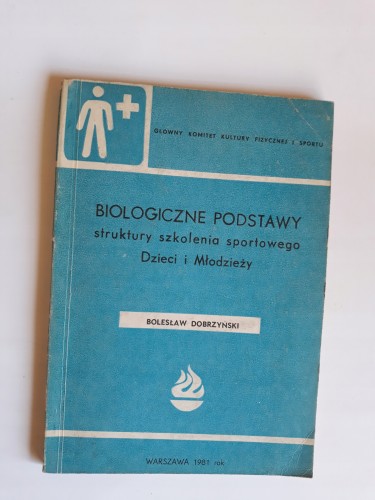 GŁÓWNY KOMITET KULTURY FIZYCZNEJ I SPORTU
BIOLOGICZNE PODSTAWY
struktury szkolenia sportowego
Dzieci i Młodzieży
BOLESŁAW DOBRZYŃSKI
WARSZAWA 1981 rok